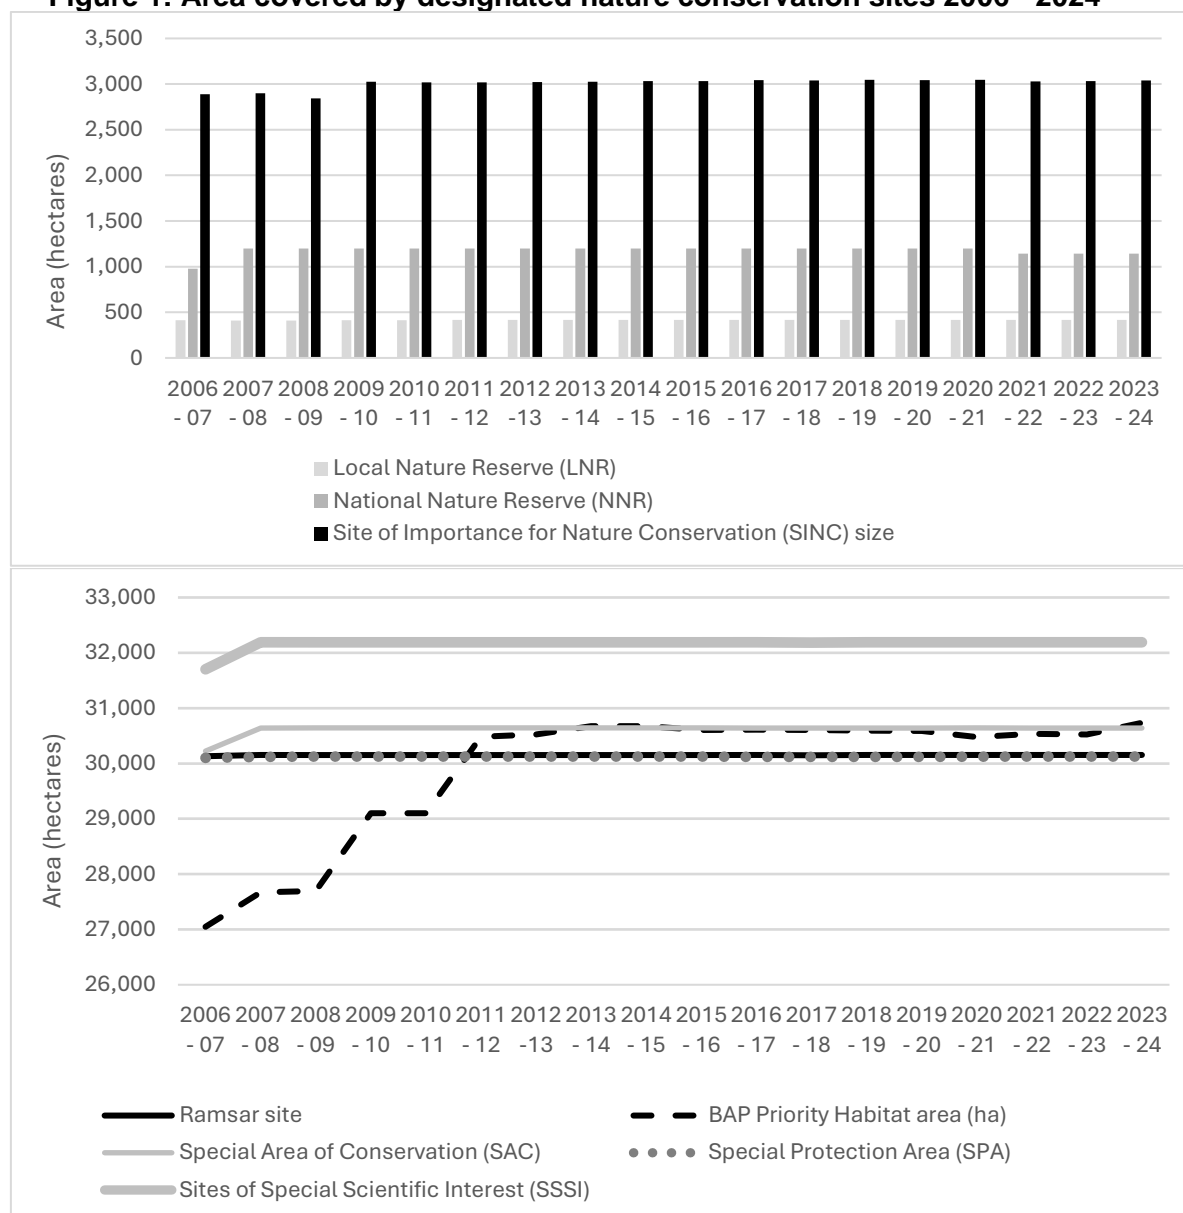 Figure 1: Area covered by designated nature conservation sites 2006 - 2024
3,500
3,000
2,500
2,000
1,500
1,000
500
0
Area (hectares)
2006 2007 2008 2009 2010 2011 2012 2013 2014 2015 2016 2017 2018 2019 2020 2021 2022 2023
- 07 - 08 - 09 - 10 - 11 - 12 -13 - 14 - 15 - 16 - 17 - 18 - 19 - 20 - 21 - 22 - 23 - 24
Local Nature Reserve (LNR)
National Nature Reserve (NNR)
Site of Importance for Nature Conservation (SINC) size
33,000
32,000
31,000
30,000
29,000
28,000
27,000
26,000
Area (hectares)
2006 2007 2008 2009 2010 2011 2012 2013 2014 2015 2016 2017 2018 2019 2020 2021 2022 2023
- 07 - 08 - 09 - 10 - 11 - 12 -13 - 14 - 15 - 16 - 17 - 18 - 19 - 20 - 21 - 22 - 23 - 24
Ramsar site
BAP Priority Habitat area (ha)
Special Area of Conservation (SAC)
Special Protection Area (SPA)
Sites of Special Scientific Interest (SSSI)